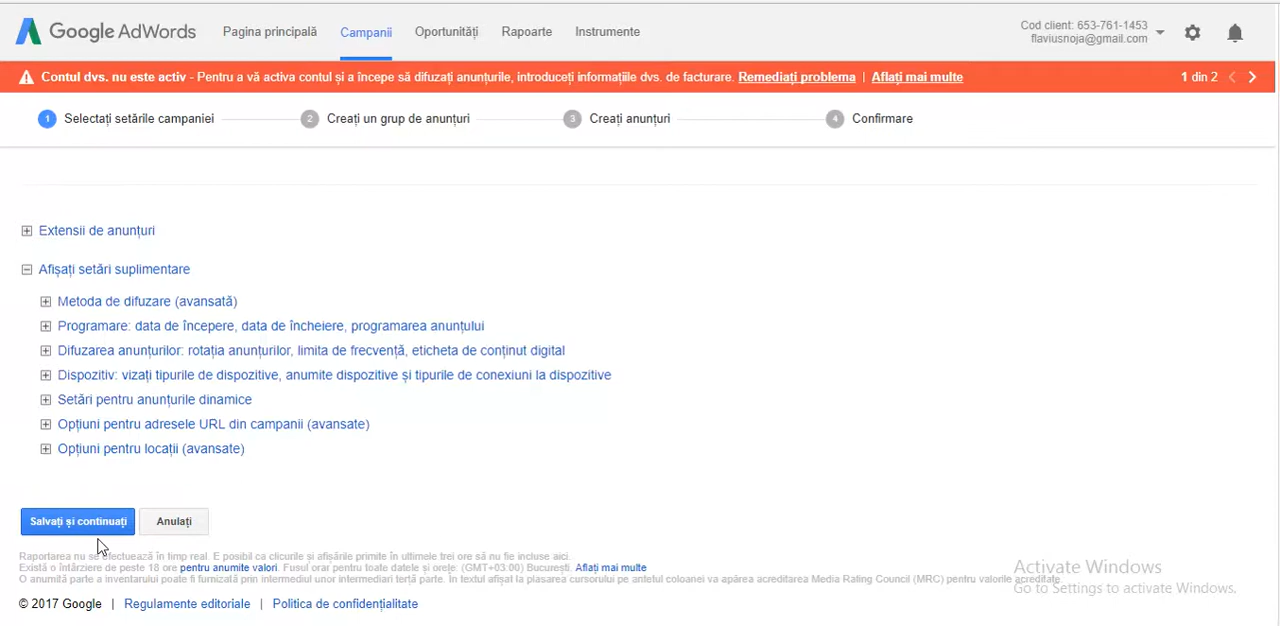 Google AdWords Pagina principală Campanii Oportunități Rapoarte Instrumente Cod client: 653-761-1453
flaviusnoja@gmail.com
Contul dvs. nu este activ - Pentru a vă activa contul și a începe să difuzați anunțurile, introduceți informațiile dvs. de facturare. Remediați problema | Aflați mai multe 1 din 2
1 Selectați setările campaniei 2 Creați un grup de anunțuri 3 Creați anunțuri 4 Confirmare
Extensii de anunțuri
Afișați setări suplimentare
Metoda de difuzare (avansată)
Programare: data de începere, data de încheiere, programarea anunțului
Difuzarea anunțurilor: rotația anunțurilor, limita de frecvență, eticheta de conținut digital
Dispozitiv: vizați tipurile de dispozitive, anumite dispozitive și tipurile de conexiuni la dispozitive
Setări pentru anunțurile dinamice
Opțiuni pentru adresele URL din campanii (avansate)
Opțiuni pentru locații (avansate)
Salvați și continuați Anulați
Raportarea nu se efectuează în timp real. E posibil ca clicurile și afișările primite în ultimele trei ore să nu fie incluse aici.
Există o întârziere de peste 18 ore pentru anumite valori. Fusul orar pentru toate datele și orele: (GMT+03:00) București. Aflați mai multe
O anumită parte a inventarului poate fi furnizată prin intermediul unor intermediari terță parte. În textul afișat la plasarea cursorului pe antetul coloanei va apărea acreditarea Media Rating Council (MRC) pentru valorile acreditate.
Activate Windows
Go to Settings to activate Windows.
© 2017 Google | Regulamente editoriale | Politica de confidențialitate